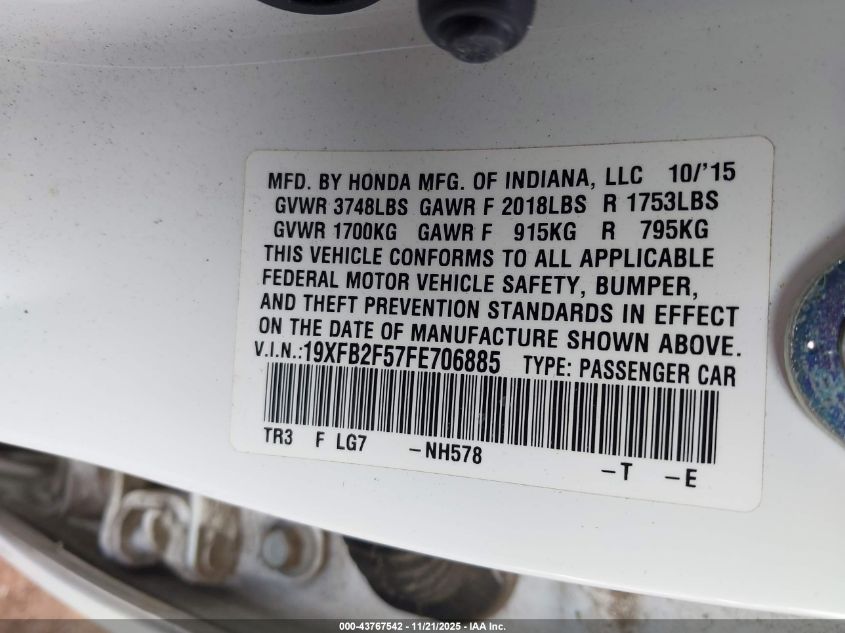 MFD. BY HONDA MFG. OF INDIANA, LLC 10/'15
GVWR 3748LBS GAWR F 2018LBS R 1753LBS
GVWR 1700KG GAWR F 915KG R 795KG
THIS VEHICLE CONFORMS TO ALL APPLICABLE
FEDERAL MOTOR VEHICLE SAFETY, BUMPER,
AND THEFT PREVENTION STANDARDS IN EFFECT
ON THE DATE OF MANUFACTURE SHOWN ABOVE.
V.I.N.:19XFB2F57FE706885 TYPE: PASSENGER CAR
TR3 F LG7 -NH578 -T -E
000-43767542 - 11/21/2025 - IAA Inc.